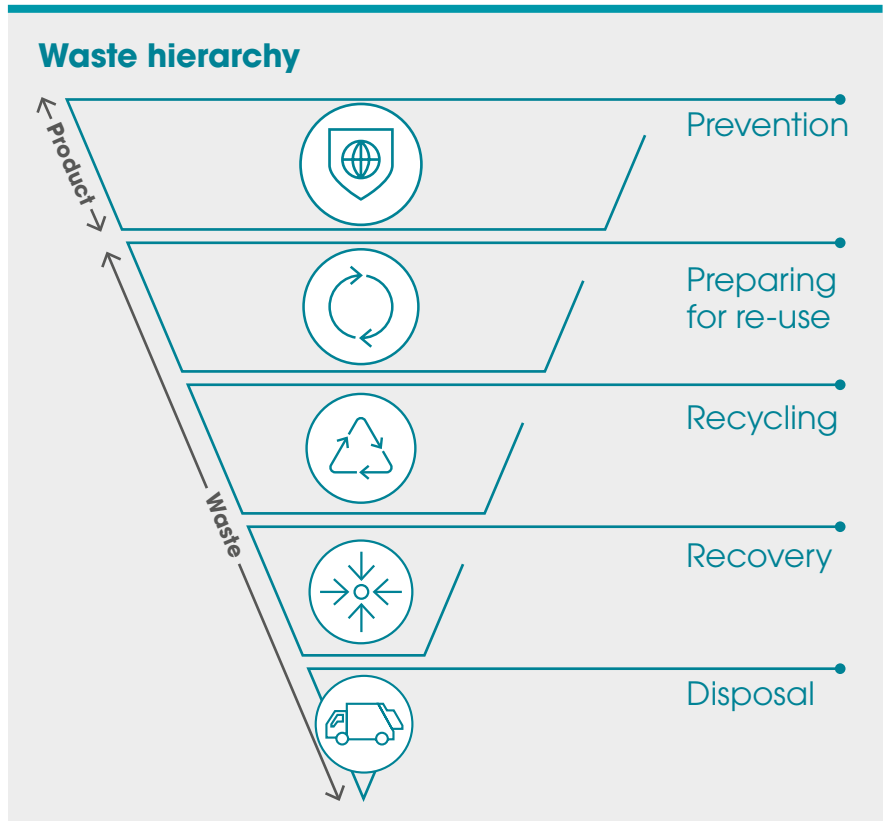 Waste hierarchy
Product
Prevention
Preparing
for re-use
Recycling
Waste
Recovery
Disposal